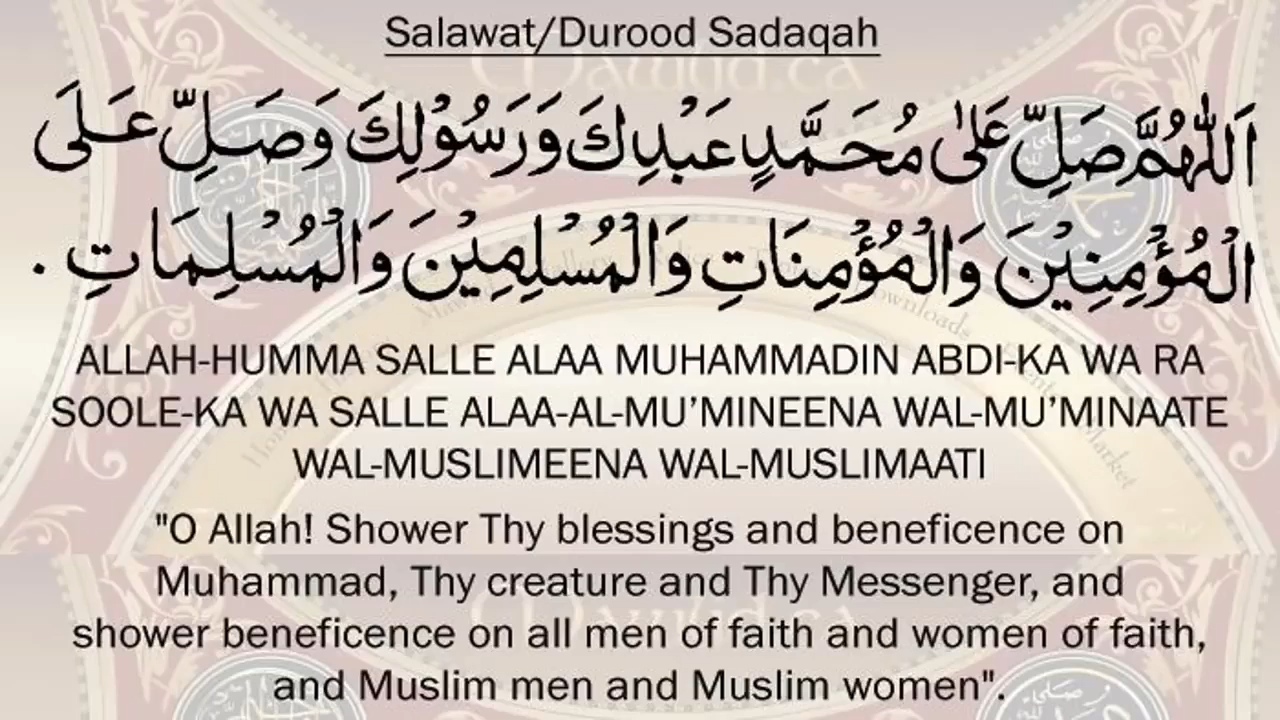 Salawat/Durood Sadaqah
اَللّٰهُمَّ صَلِّ عَلٰى مُحَمَّدٍ عَبْدِكَ وَرَسُوْلِكَ وَصَلِّ عَلَى
الْمُؤْمِنِيْنَ وَالْمُؤْمِنَاتِ وَالْمُسْلِمِيْنَ وَالْمُسْلِمَاتِ .
ALLAH-HUMMA SALLE ALAA MUHAMMADIN ABDI-KA WA RA
SOOLE-KA WA SALLE ALAA-AL-MU’MINEENA WAL-MU’MINAATE
WAL-MUSLIMEENA WAL-MUSLIMAATI
"O Allah! Shower Thy blessings and beneficence on
Muhammad, Thy creature and Thy Messenger, and
shower beneficence on all men of faith and women of faith,
and Muslim men and Muslim women".